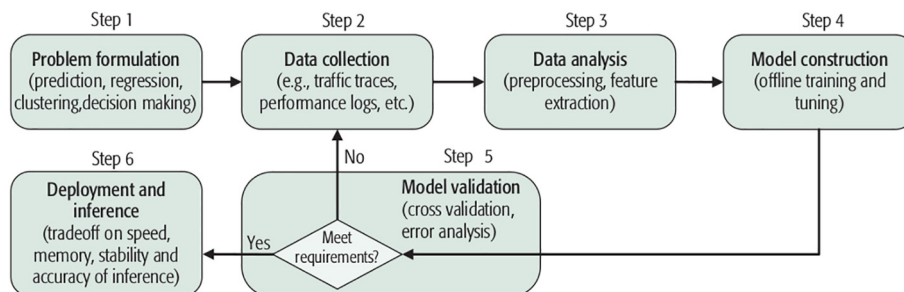 Step 1
Problem formulation
(prediction, regression,
clustering,decision making)
Step 2
Data collection
(e.g., traffic traces,
performance logs, etc.)
Step 3
Data analysis
(preprocessing, feature
extraction)
Step 4
Model construction
(offline training and
tuning)
No
Step 5
Model validation
(cross validation,
error analysis)
Meet
requirements?
Yes
Step 6
Deployment and
inference
(tradeoff on speed,
memory, stability and
accuracy of inference)